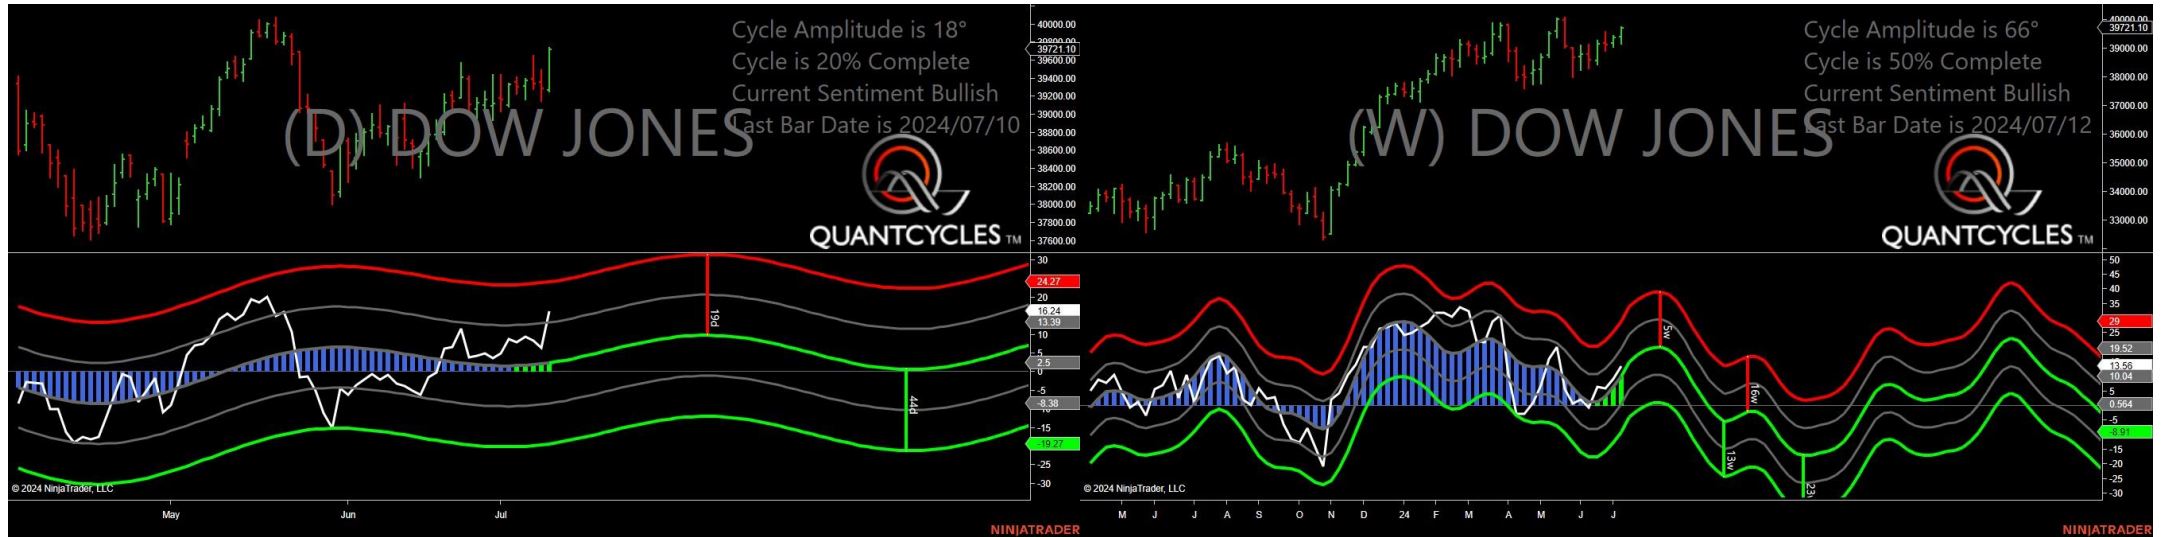 Cycle Amplitude is 18°
Cycle is 20% Complete
Current Sentiment Bullish
Last Bar Date is 2024/07/10
(D) DOW JONES
QUANTCYCLES TM
40000.00
39800.00
39721.10
39600.00
39400.00
39200.00
39000.00
38800.00
38600.00
38400.00
38200.00
38000.00
37800.00
37600.00
30
24.27
20
16.24
13.39
10
5
2.5
0
-5
-8.38
-10
-15
-19.27
-25
-30
19d
44d
© 2024 NinjaTrader, LLC
May Jun Jul
NINJATRADER
Cycle Amplitude is 66°
Cycle is 50% Complete
Current Sentiment Bullish
Last Bar Date is 2024/07/12
(W) DOW JONES
QUANTCYCLES TM
40000.00
39721.10
39000.00
38000.00
37000.00
36000.00
35000.00
34000.00
33000.00
50
45
40
35
29
25
19.52
13.56
10.04
5
0.564
-5
-8.91
-15
-20
-25
-30
5w
16w
13w
23
© 2024 NinjaTrader, LLC
M J J A S O N D 24 F M A M J J
NINJATRADER